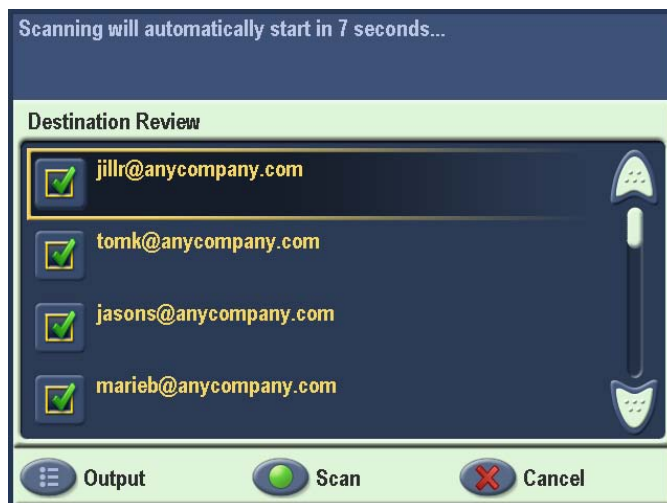 Scanning will automatically start in 7 seconds...
Destination Review
jillr@anycompany.com
tomk@anycompany.com
jasons@anycompany.com
marieb@anycompany.com
Output Scan Cancel